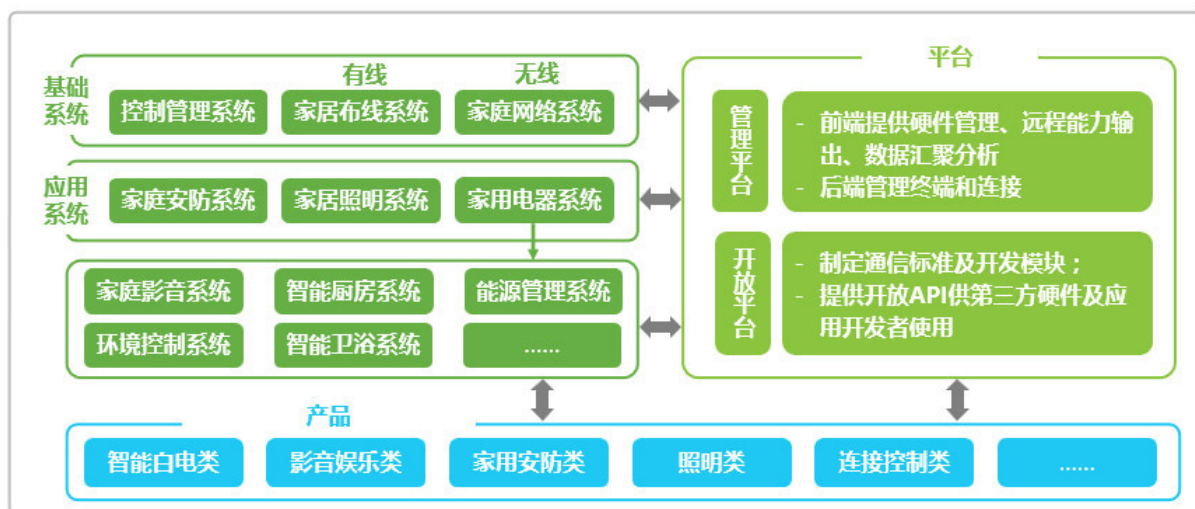 基础
系统
有线
无线
控制管理系统
家居布线系统
家庭网络系统
应用
系统
家庭安防系统
家居照明系统
家用电器系统
家庭影音系统
智能厨房系统
能源管理系统
环境控制系统
智能卫浴系统
......
平台
管理平台
- 前端提供硬件管理、远程能力输
出、数据汇聚分析
- 后端管理终端和连接
开放平台
- 制定通信标准及开发模块；
- 提供开放API供第三方硬件及应
用开发者使用
产品
智能白电类
影音娱乐类
家用安防类
照明类
连接控制类
......